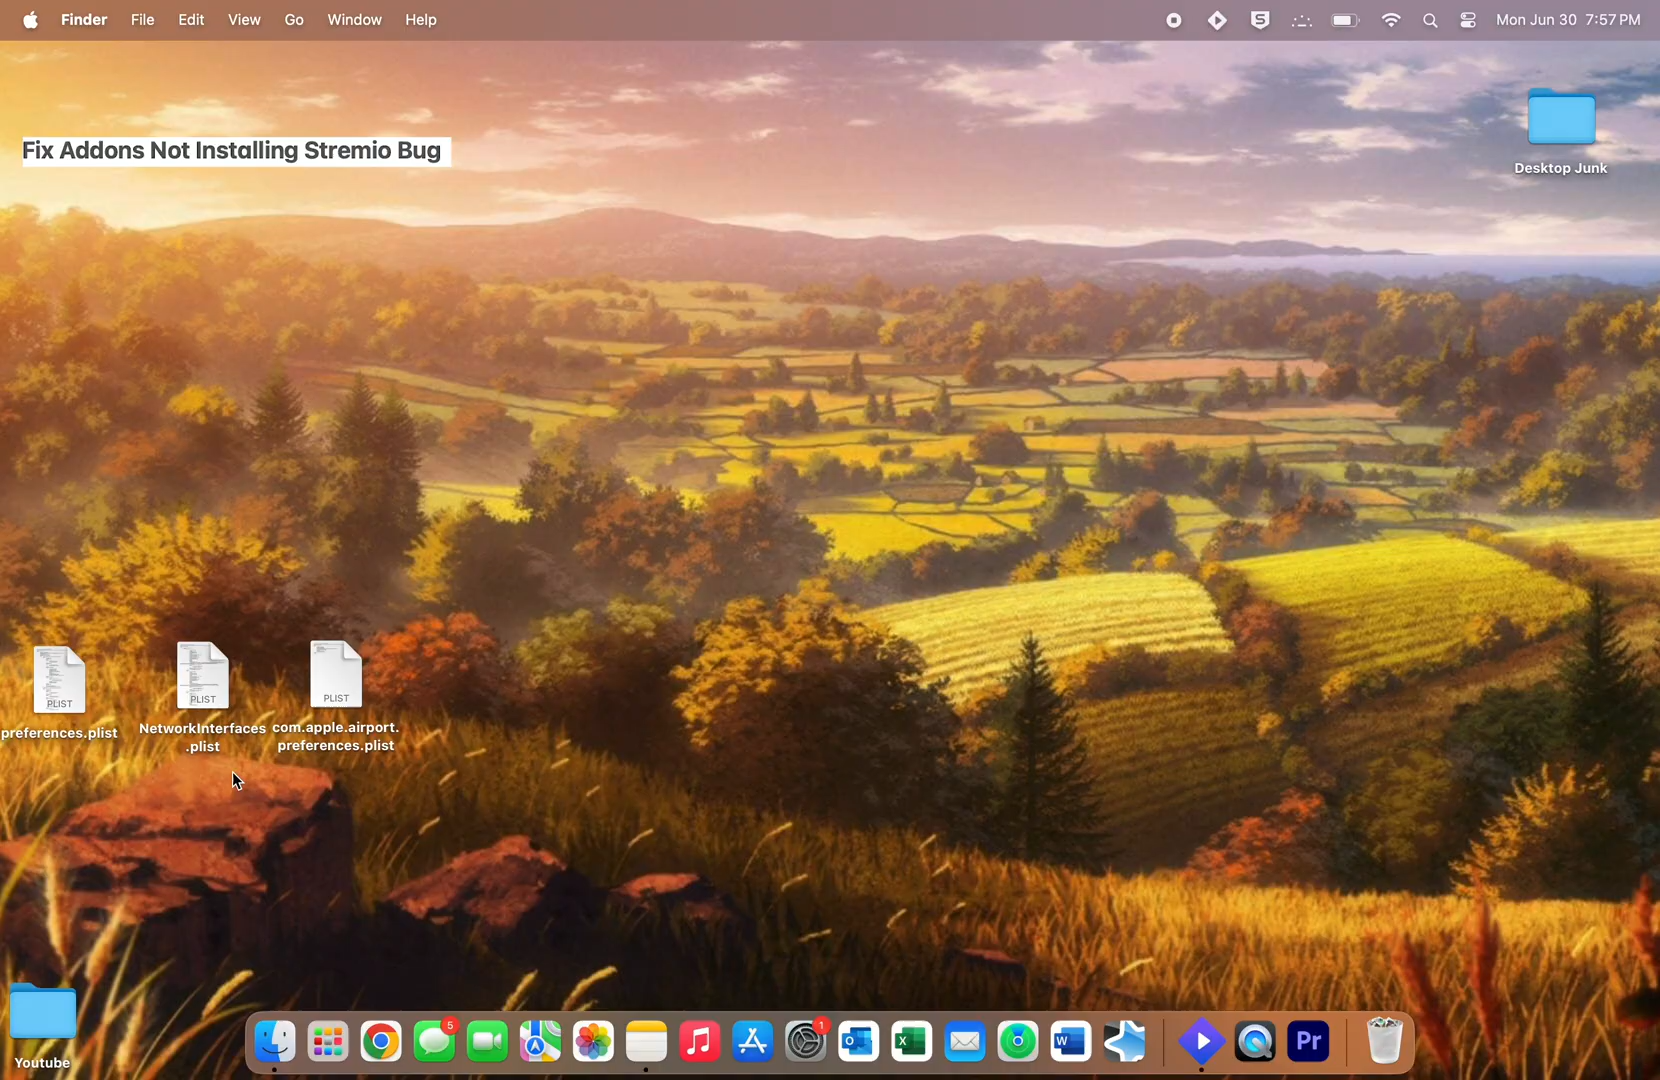 Finder File Edit View Go Window Help Mon Jun 30 7:57 PM
Fix Addons Not Installing Stremio Bug
Desktop Junk
PLIST PLIST PLIST
preferences.plist NetworkInterfaces com.apple.airport.
.plist preferences.plist
Youtube
5 1 O X W Pr